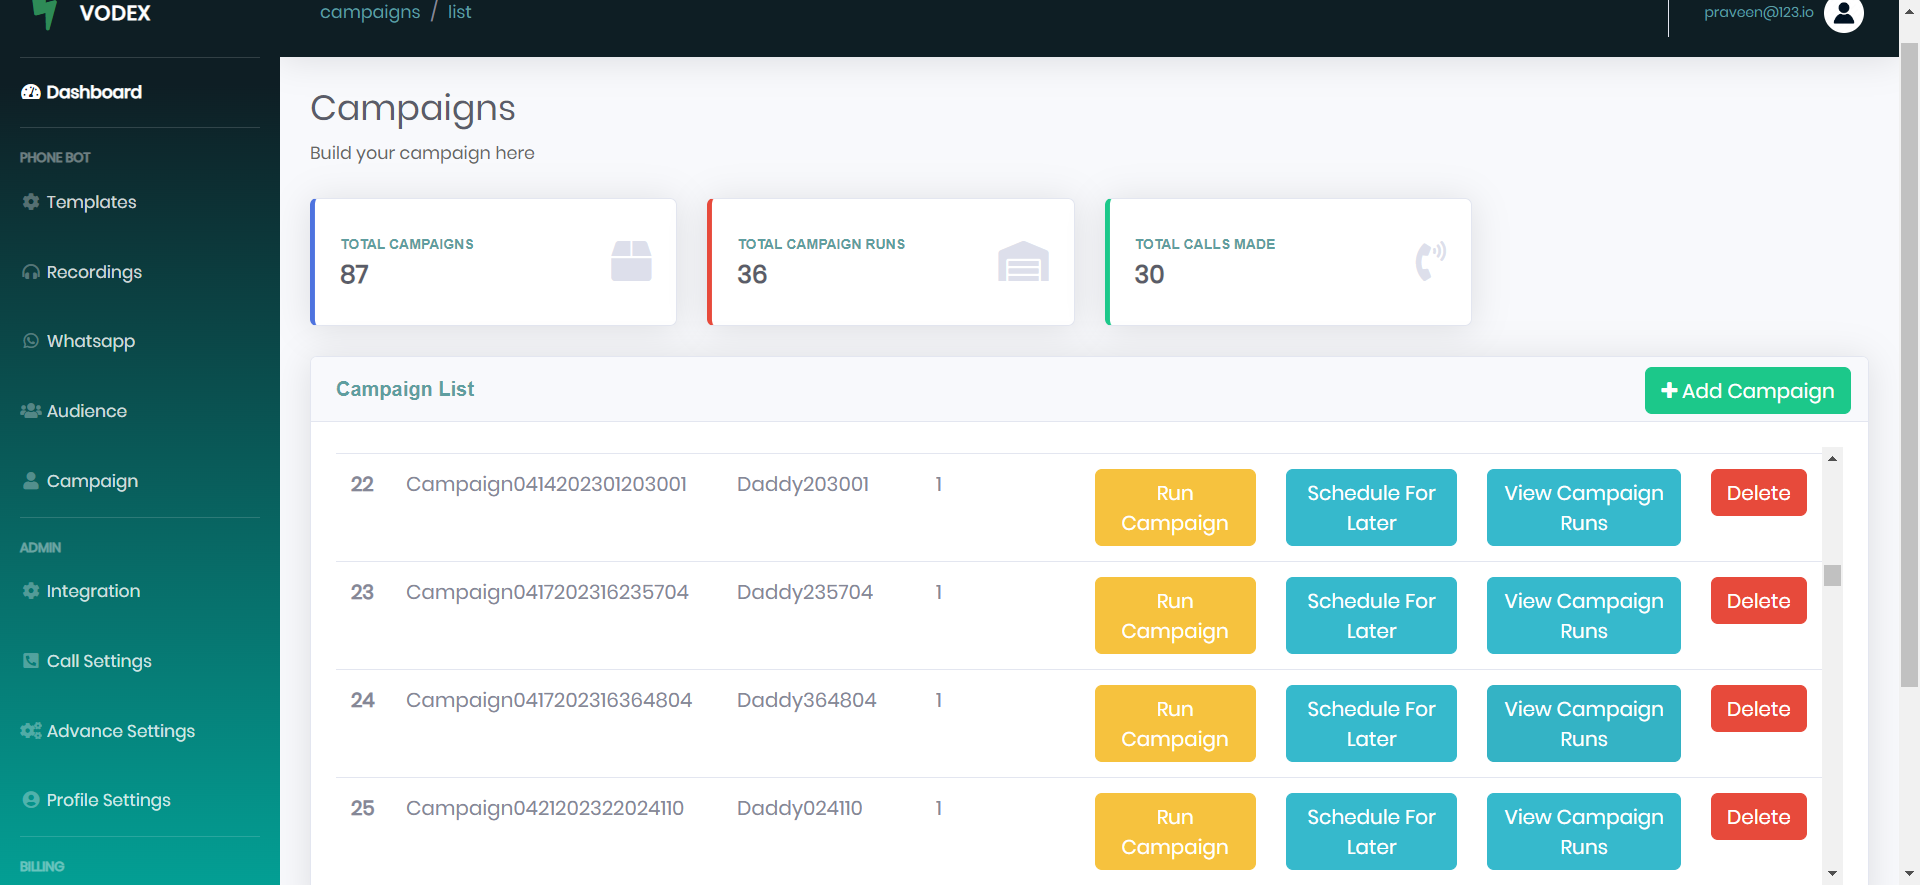 VODEX
campaigns / list
praveen@123.io
Dashboard
PHONE BOT
Templates
Recordings
Whatsapp
Audience
Campaign
ADMIN
Integration
Call Settings
Advance Settings
Profile Settings
BILLING
Campaigns
Build your campaign here
TOTAL CAMPAIGNS
87
TOTAL CAMPAIGN RUNS
36
TOTAL CALLS MADE
30
Campaign List
Add Campaign
22 Campaign0414202301203001 Daddy203001 1 Run Campaign Schedule For Later View Campaign Runs Delete
23 Campaign0417202316235704 Daddy235704 1 Run Campaign Schedule For Later View Campaign Runs Delete
24 Campaign0417202316364804 Daddy364804 1 Run Campaign Schedule For Later View Campaign Runs Delete
25 Campaign0421202322024110 Daddy024110 1 Run Campaign Schedule For Later View Campaign Runs Delete